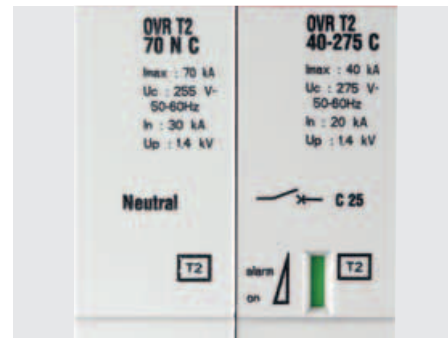 OVR T2
70 N C
Imax : 70 kA
Uc : 255 V~
50-60Hz
In : 30 kA
Up : 1.4 kV
Neutral
T2
OVR T2
40-275 C
Imax : 40 kA
Uc : 275 V~
50-60Hz
In : 20 kA
Up : 1.4 kV
C 25
alarm
on
T2